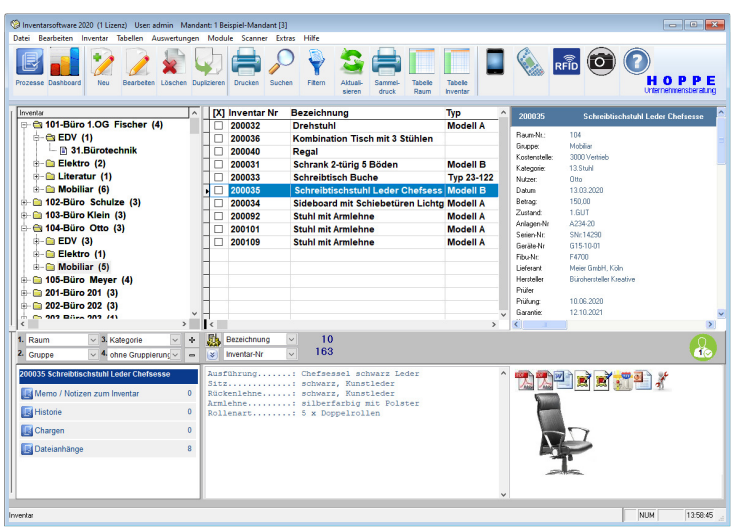 Inventarsoftware 2020 (1 Lizenz) User: admin Mandant: 1 Beispiel-Mandant [3]
Datei Bearbeiten Inventar Tabellen Auswertungen Module Scanner Extras Hilfe
Prozesse Dashboard Neu Bearbeiten Löschen Duplizieren Drucken Suchen Filtern Aktuali-sieren Sammel-druck Tabelle Raum Tabelle Inventar
RFID
HOPPE
Unternehmensberatung
Inventar
101-Büro 1.OG Fischer (4)
EDV (1)
31.Bürotechnik
Elektro (2)
Literatur (1)
Mobiliar (6)
102-Büro Schulze (3)
103-Büro Klein (3)
104-Büro Otto (3)
EDV (3)
Elektro (1)
Mobiliar (5)
105-Büro Meyer (4)
201-Büro 201 (3)
202-Büro 202 (3)
203 Büro 203 (4)
[X] Inventar Nr Bezeichnung Typ
200032 Drehstuhl Modell A
200036 Kombination Tisch mit 3 Stühlen
200040 Regal
200031 Schrank 2-türig 5 Böden Modell B
200033 Schreibtisch Buche Typ 23-122
200035 Schreibtischstuhl Leder Chefsess Modell B
200034 Sideboard mit Schiebetüren Lichtg Modell A
200092 Stuhl mit Armlehne Modell A
200101 Stuhl mit Armlehne Modell A
200109 Stuhl mit Armlehne Modell A
200035 Schreibtischstuhl Leder Chefsesse
Raum-Nr.: 104
Gruppe: Mobiliar
Kostenstelle: 3000 Vertrieb
Kategorie: 13.Stuhl
Nutzer: Otto
Datum 13.03.2020
Betrag: 150,00
Zustand: 1.GUT
Anlagen-Nr A234-20
Serien-Nr: SNr.14290
Geräte-Nr G15-10-01
Fibu-Nr: F4700
Lieferant Meier GmbH, Köln
Hersteller Bürohersteller Kreative
Prüfer
Prüfung: 10.06.2020
Garantie: 12.10.2021
1. Raum 3. Kategorie Bezeichnung 10
2. Gruppe 4. ohne Gruppierung Inventar-Nr 163
1
200035 Schreibtischstuhl Leder Chefsesse
Memo / Notizen zum Inventar 0
Historie 0
Chargen 0
Dateianhänge 8
Ausführung.......: Chefsessel schwarz Leder
Sitz.............: schwarz, Kunstleder
Rückenlehne......: schwarz, Kunstleder
Armlehne.........: silberfarbig mit Polster
Rollenart........: 5 x Doppelrollen
Inventar NUM 13:58:45